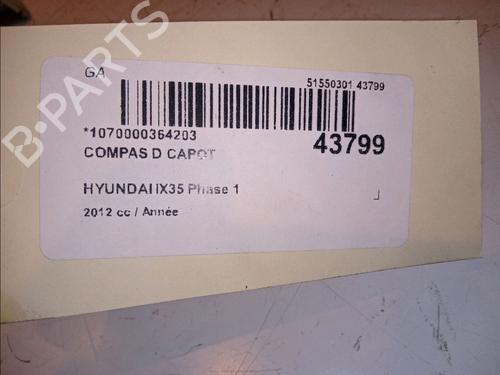 B-PARTS
GA
51550301 43799
*1070000364203
43799
COMPAS D CAPOT
HYUNDAI IX35 Phase 1
2012 cc / Année